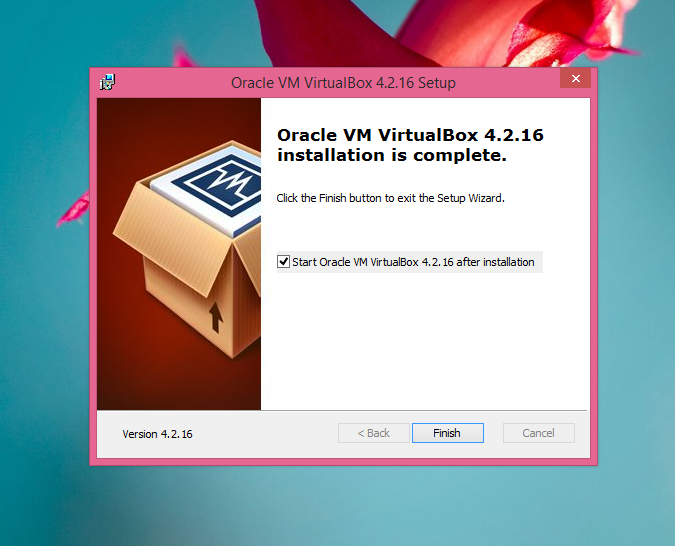 Oracle VM VirtualBox 4.2.16 Setup
Oracle VM VirtualBox 4.2.16
installation is complete.
Click the Finish button to exit the Setup Wizard.
Start Oracle VM VirtualBox 4.2.16 after installation
Version 4.2.16
< Back
Finish
Cancel